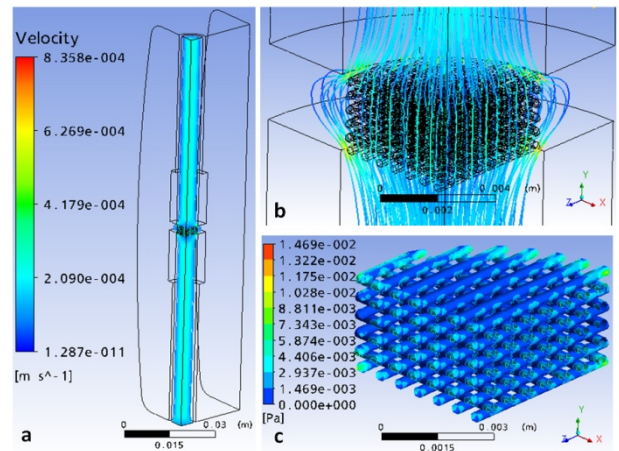 Velocity
8.358e-004
6.269e-004
4.179e-004
2.090e-004
1.287e-011
[m s^-1]
0 0.03 (m)
0.015
a
0 0.004 (m)
0.002
Y
Z X
b
1.469e-002
1.322e-002
1.175e-002
1.028e-002
8.811e-003
7.343e-003
5.874e-003
4.406e-003
2.937e-003
1.469e-003
0.000e+000
[Pa]
0 0.003 (m)
0.0015
Y
Z X
c